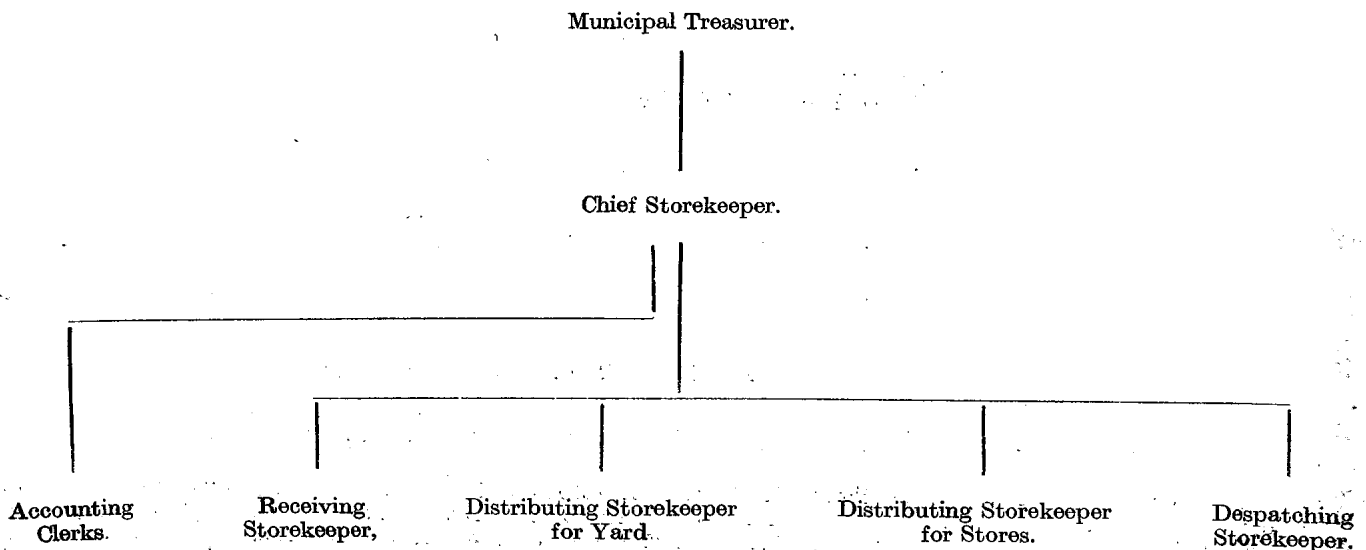 Municipal Treasurer.
Chief Storekeeper.
Accounting
Clerks.
Receiving
Storekeeper,
Distributing Storekeeper
for Yard.
Distributing Storekeeper
for Stores.
Despatching
Storekeeper.